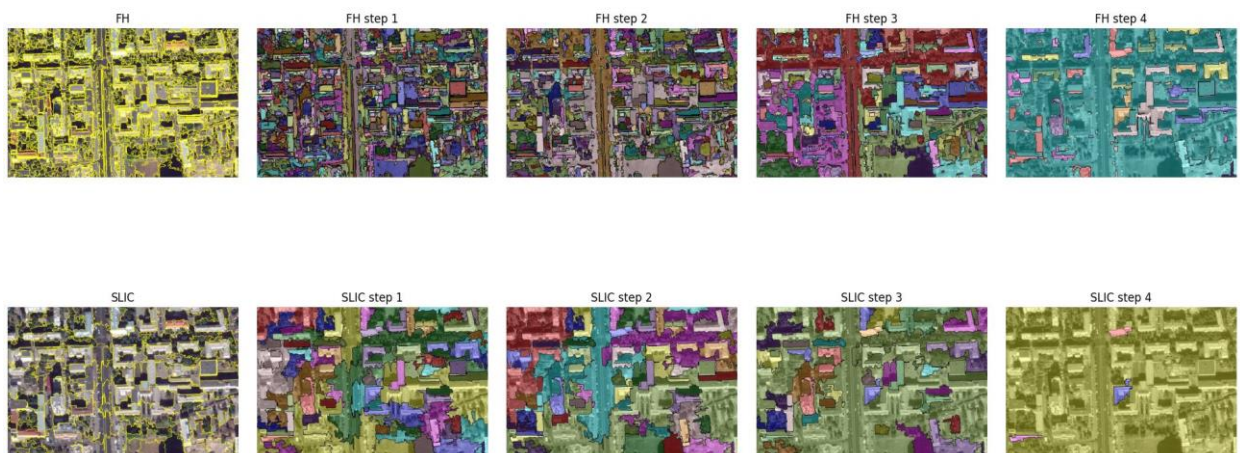 FH
FH step 1
FH step 2
FH step 3
FH step 4
SLIC
SLIC step 1
SLIC step 2
SLIC step 3
SLIC step 4